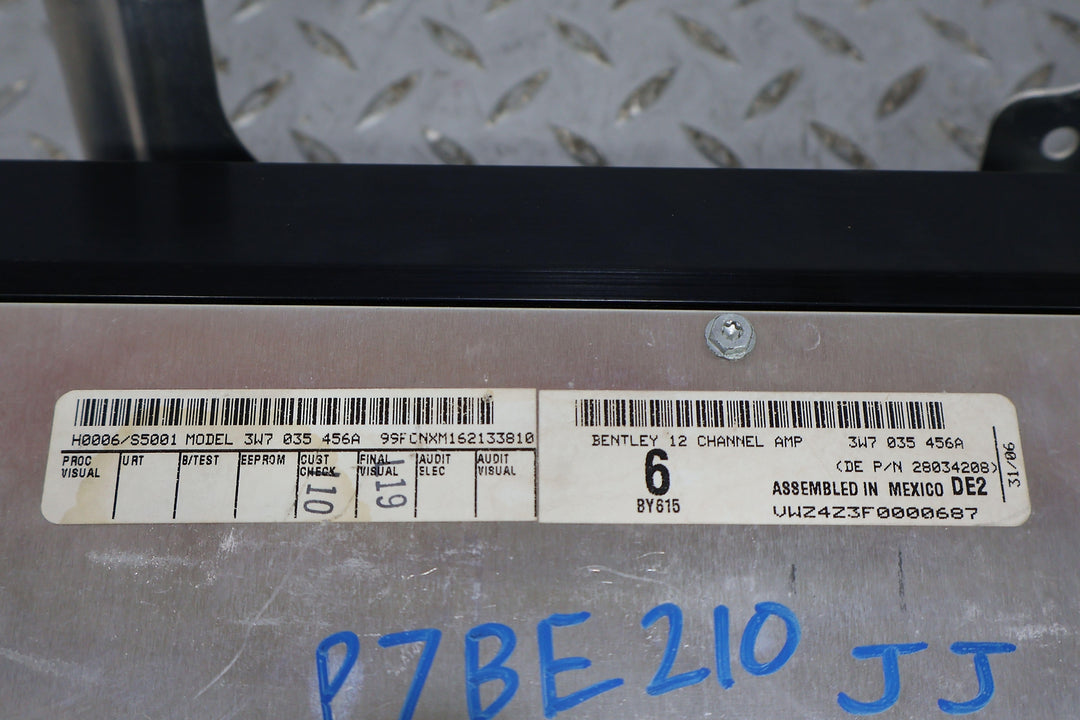 H0006/S5001 MODEL 3W7 035 456A 99FCNXM162133810
PROC VISUAL
URT
B/TEST
EEPROM
CUST CHECK
FINAL VISUAL
AUDIT ELEC
AUDIT VISUAL
110
119
BENTLEY 12 CHANNEL AMP 3W7 035 456A
(DE P/N 28034208)
6
ASSEMBLED IN MEXICO DE2
BY615
VWZ4Z3F0000687
31/06
P7BE210 JJ